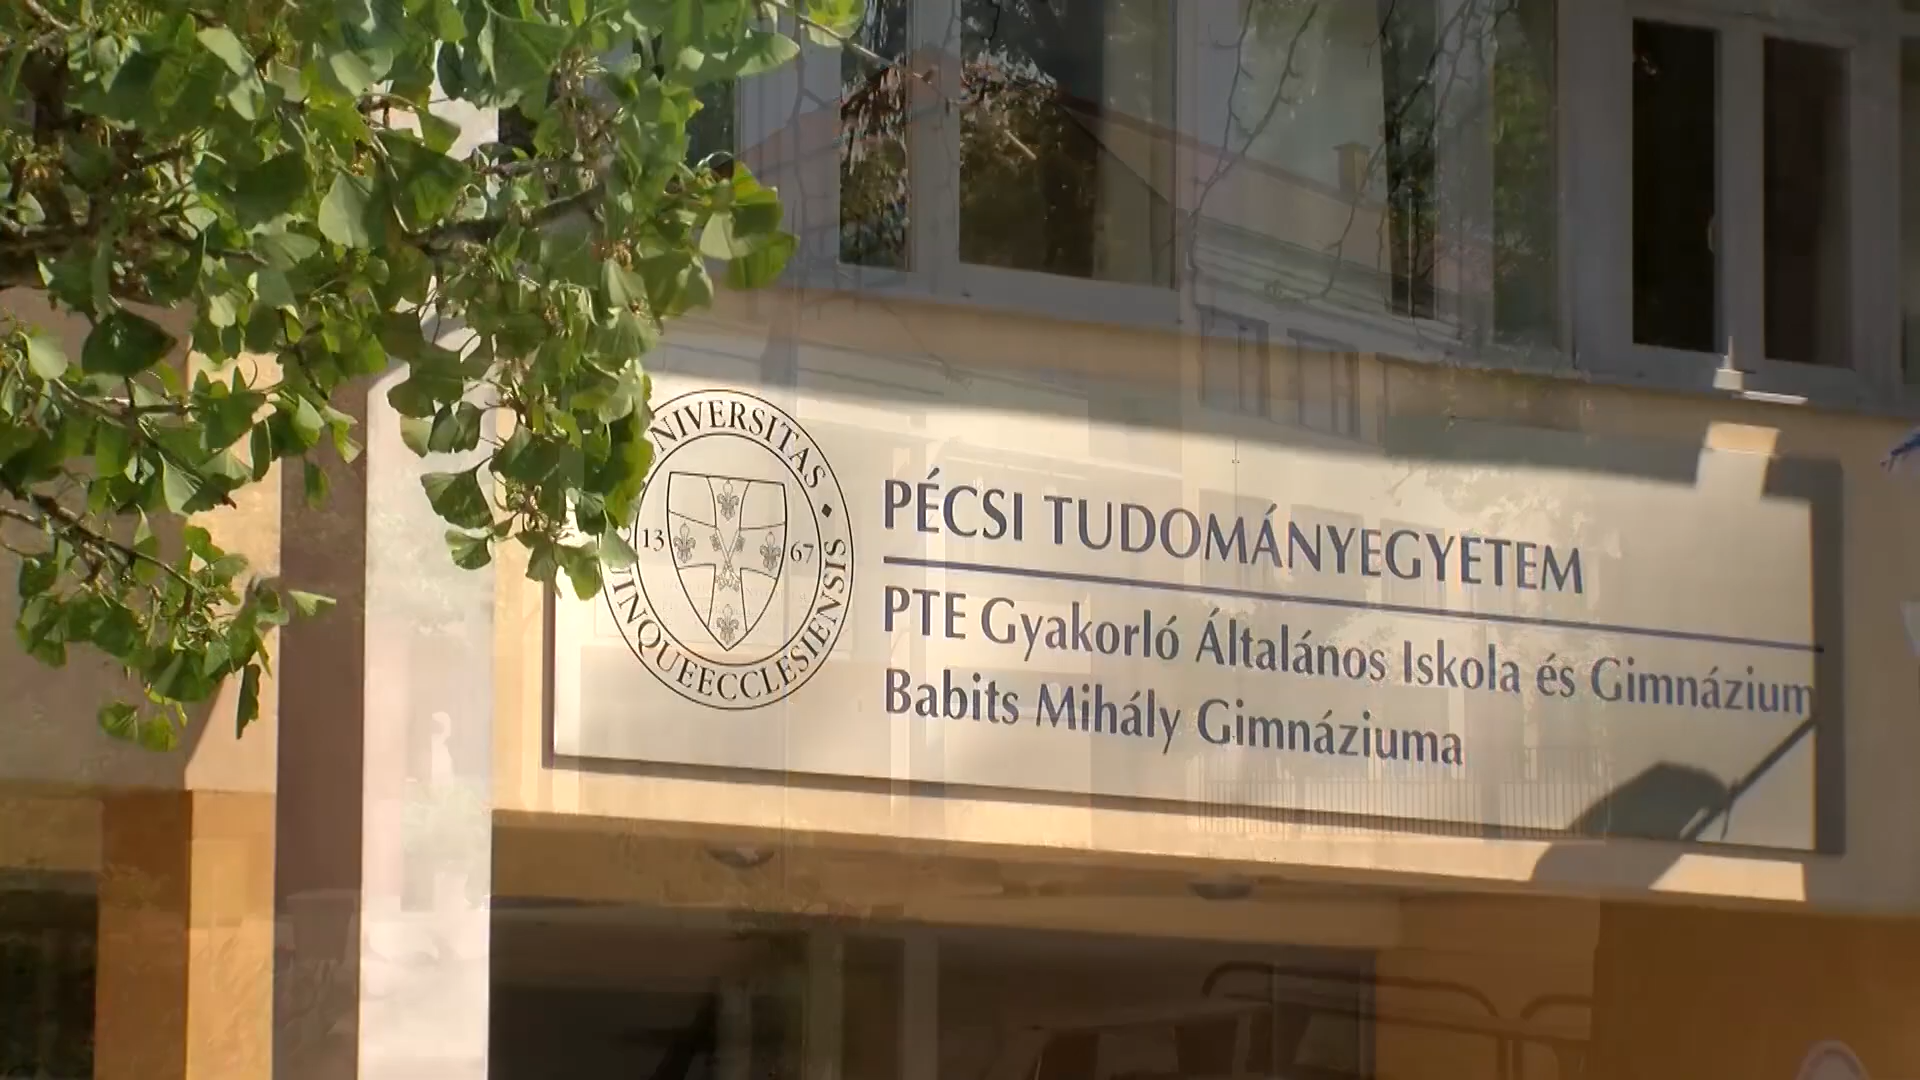 UNIVERSITAS
QUINQUEECCLESIENSIS
13 67
PÉCSI TUDOMÁNYEGYETEM
PTE Gyakorló Általános Iskola és Gimnázium
Babits Mihály Gimnáziuma